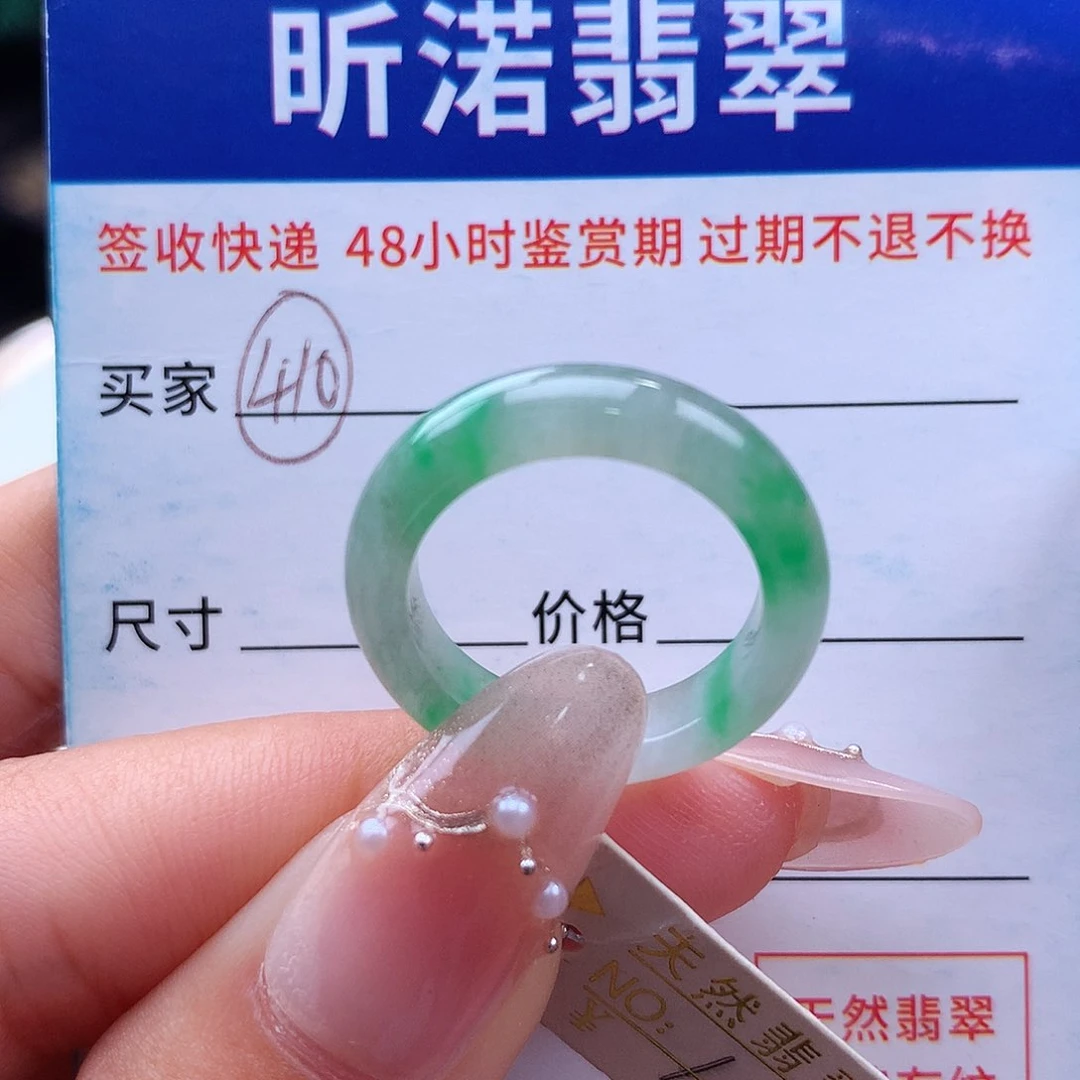 昕渃翡翠
签收快递 48小时鉴赏期 过期不退不换
买家 410
尺寸 价格
天然翡翠
NO:
天然翡翠